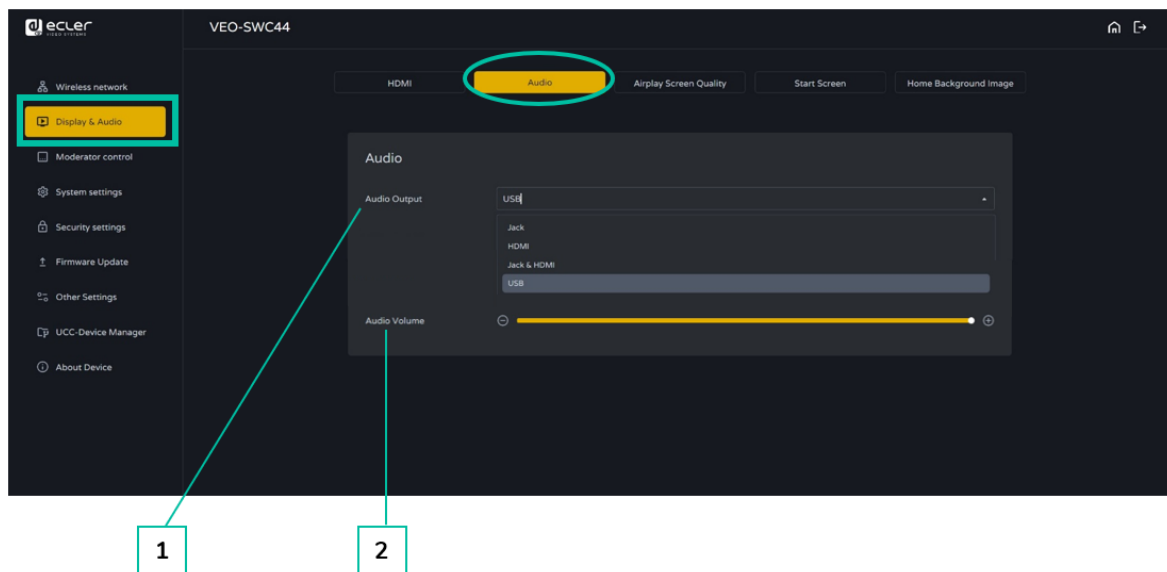 ecler
VIDEO SYSTEMS
VEO-SWC44
Wireless network
Display & Audio
Moderator control
System settings
Security settings
Firmware Update
Other Settings
UCC-Device Manager
About Device
HDMI
Audio
Airplay Screen Quality
Start Screen
Home Background Image
Audio
Audio Output
USB
Jack
HDMI
Jack & HDMI
USB
Audio Volume
1
2